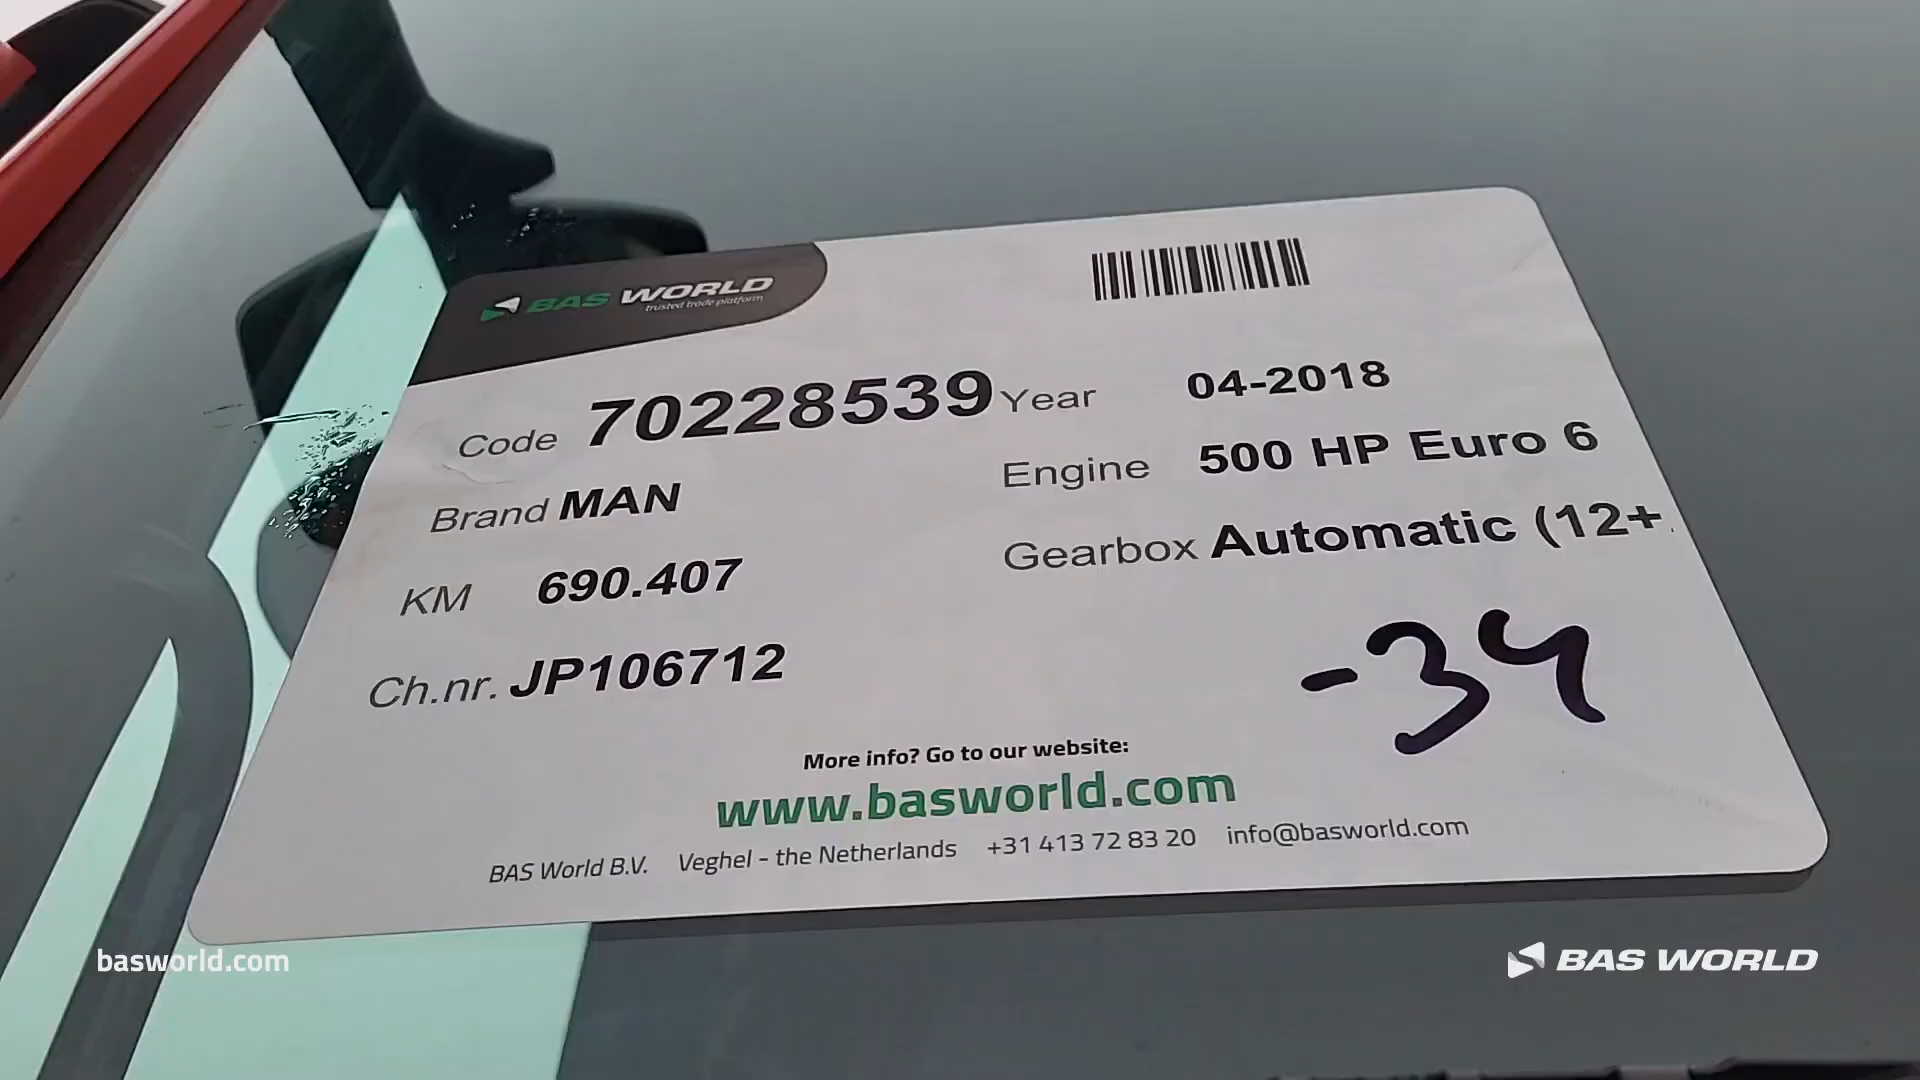 BAS WORLD
trusted trade platform
Code 70228539 Year 04-2018
Brand MAN Engine 500 HP Euro 6
KM 690.407 Gearbox Automatic (12+
Ch.nr. JP106712
-34
More info? Go to our website:
www.basworld.com
BAS World B.V. Veghel - the Netherlands +31 413 72 83 20 info@basworld.com
basworld.com
BAS WORLD